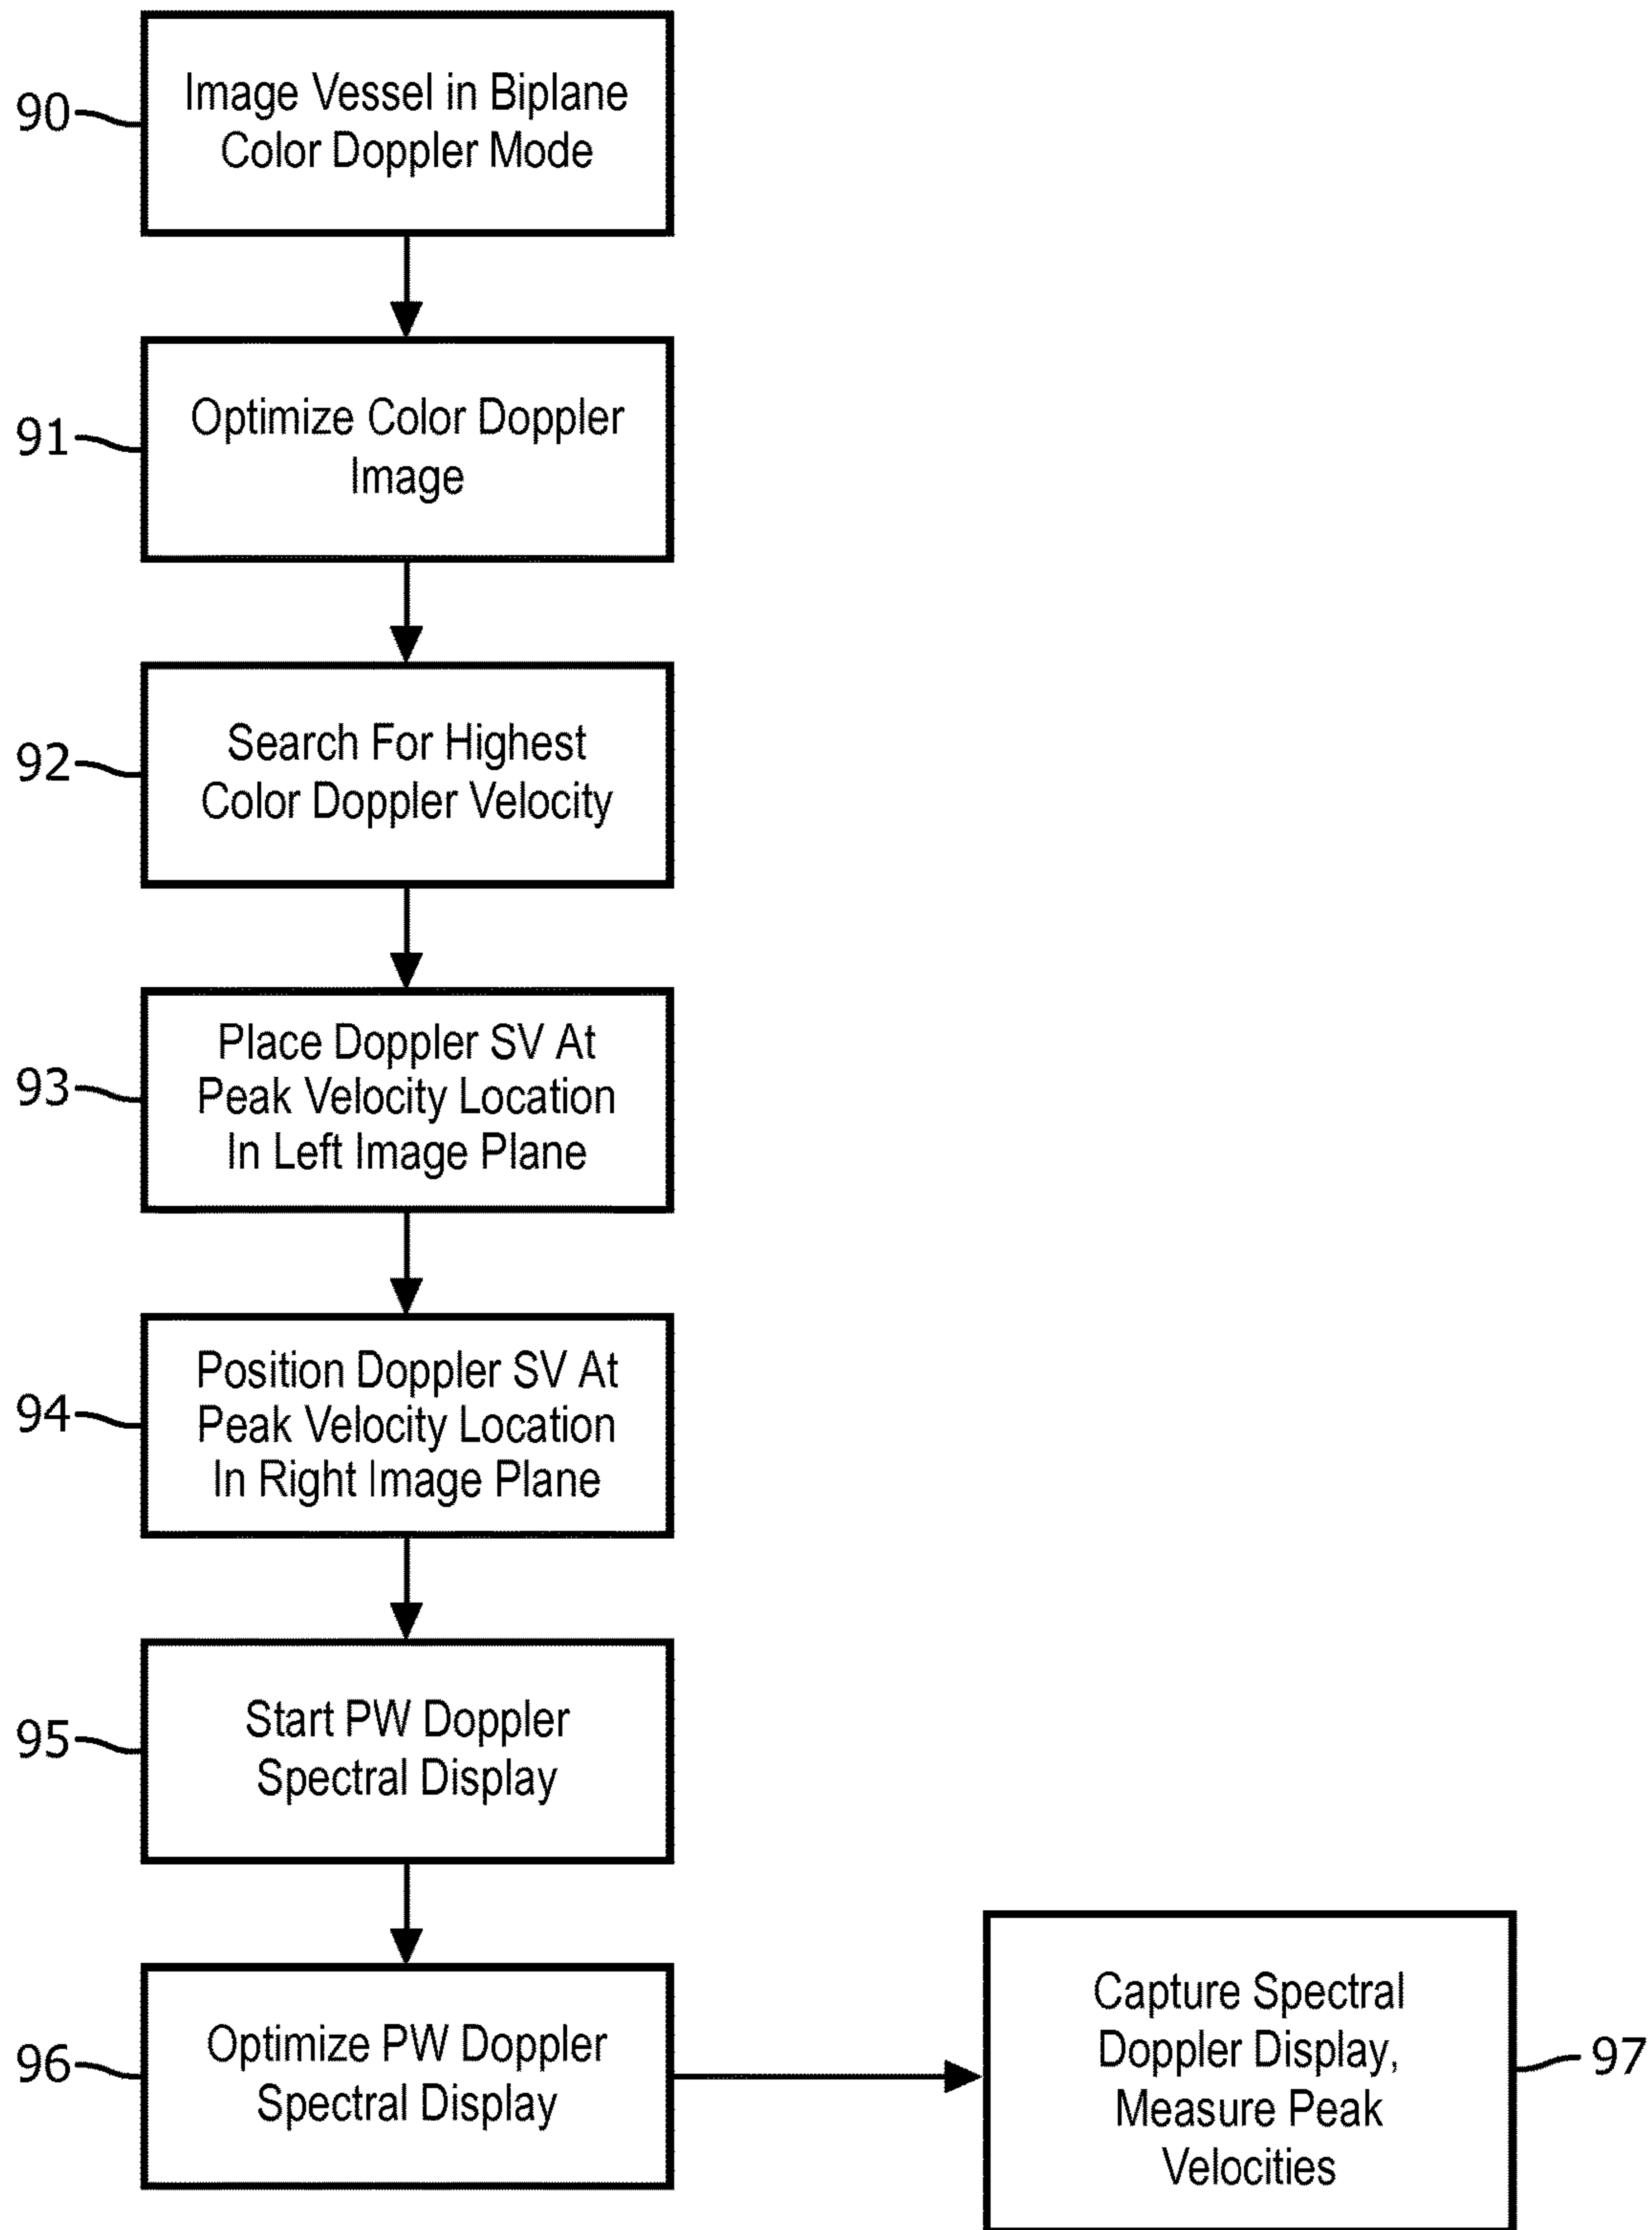 90
Image Vessel in Biplane
Color Doppler Mode
91
Optimize Color Doppler
Image
92
Search For Highest
Color Doppler Velocity
93
Place Doppler SV At
Peak Velocity Location
In Left Image Plane
94
Position Doppler SV At
Peak Velocity Location
In Right Image Plane
95
Start PW Doppler
Spectral Display
96
Optimize PW Doppler
Spectral Display
Capture Spectral
Doppler Display,
Measure Peak
Velocities
97